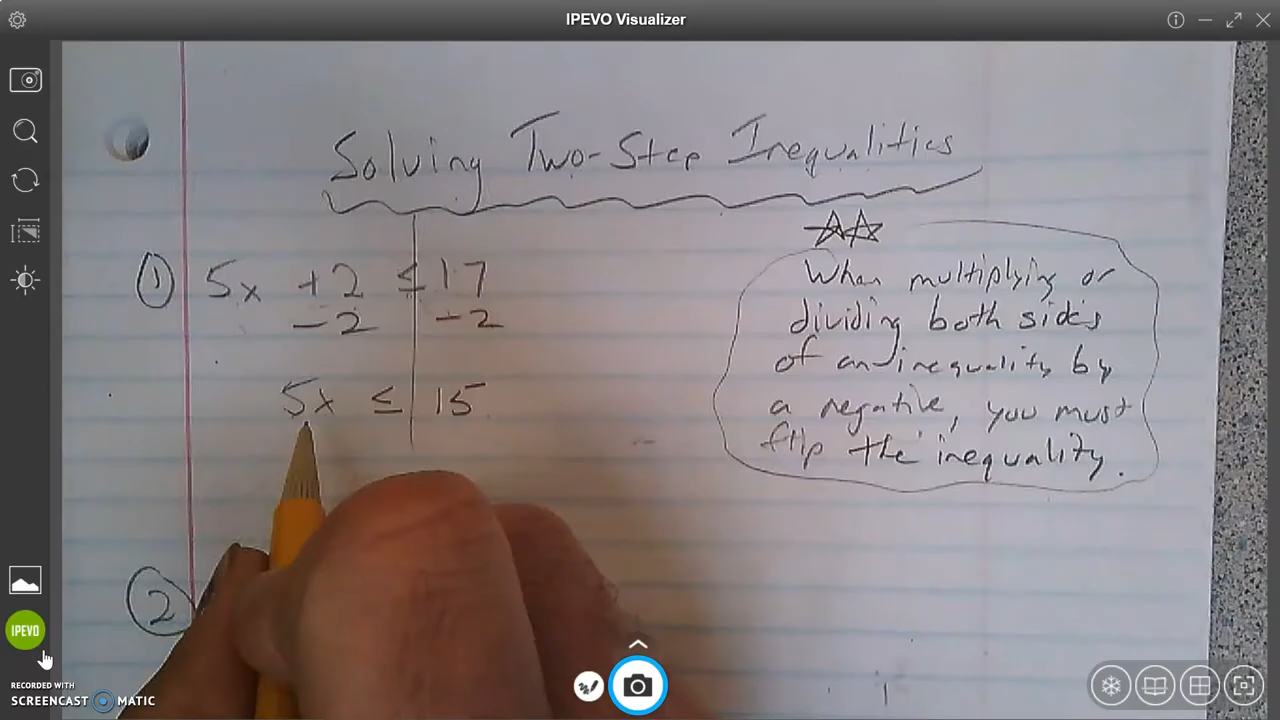 IPEVO Visualizer
Solving Two-Step Inequalities
① 5x + 2 ≤ 17
- 2 - 2
5x ≤ 15
When multiplying or
dividing both sides
of an inequality by
a negative, you must
flip the inequality.
②
IPEVO
RECORDED WITH
SCREENCAST MATIC